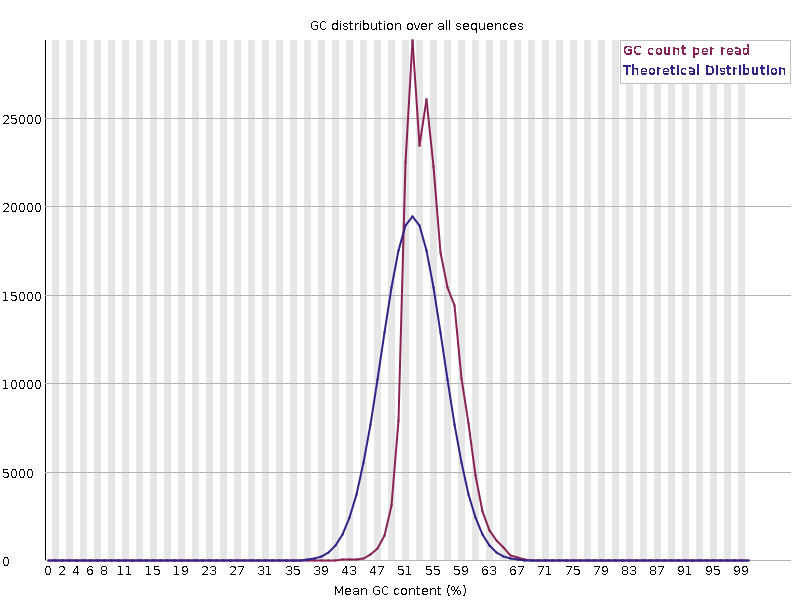 GC distribution over all sequences
GC count per read
Theoretical Distribution
25000
20000
15000
10000
5000
0
0 2 4 6 8 11 15 19 23 27 31 35 39 43 47 51 55 59 63 67 71 75 79 83 87 91 95 99
Mean GC content (%)